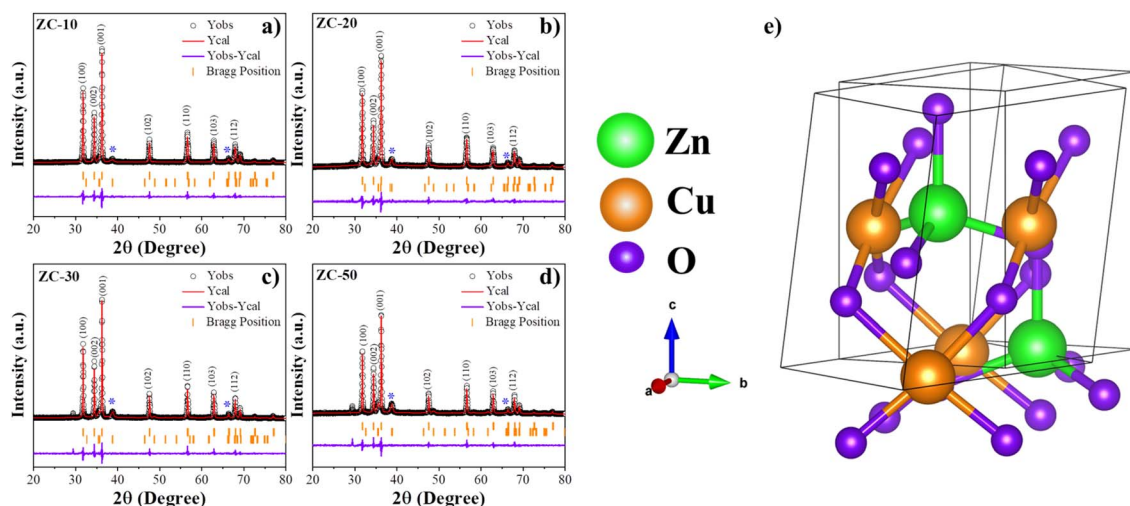 ZC-10
a)
Yobs
Ycal
Yobs-Ycal
Bragg Position
(100)
(002)
(001)
*
(102)
(110)
(103)
*
(112)
Intensity (a.u.)
20 30 40 50 60 70 80
2θ (Degree)
ZC-20
b)
Yobs
Ycal
Yobs-Ycal
Bragg Position
(100)
(002)
(001)
*
(102)
(110)
(103)
*
(112)
Intensity (a.u.)
20 30 40 50 60 70 80
2θ (Degree)
ZC-30
c)
Yobs
Ycal
Yobs-Ycal
Bragg Position
(100)
(002)
(001)
*
(102)
(110)
(103)
*
(112)
Intensity (a.u.)
20 30 40 50 60 70 80
2θ (Degree)
ZC-50
d)
Yobs
Ycal
Yobs-Ycal
Bragg Position
(100)
(002)
(001)
*
(102)
(110)
(103)
*
(112)
Intensity (a.u.)
20 30 40 50 60 70 80
2θ (Degree)
e)
Zn
Cu
O
c
a
b